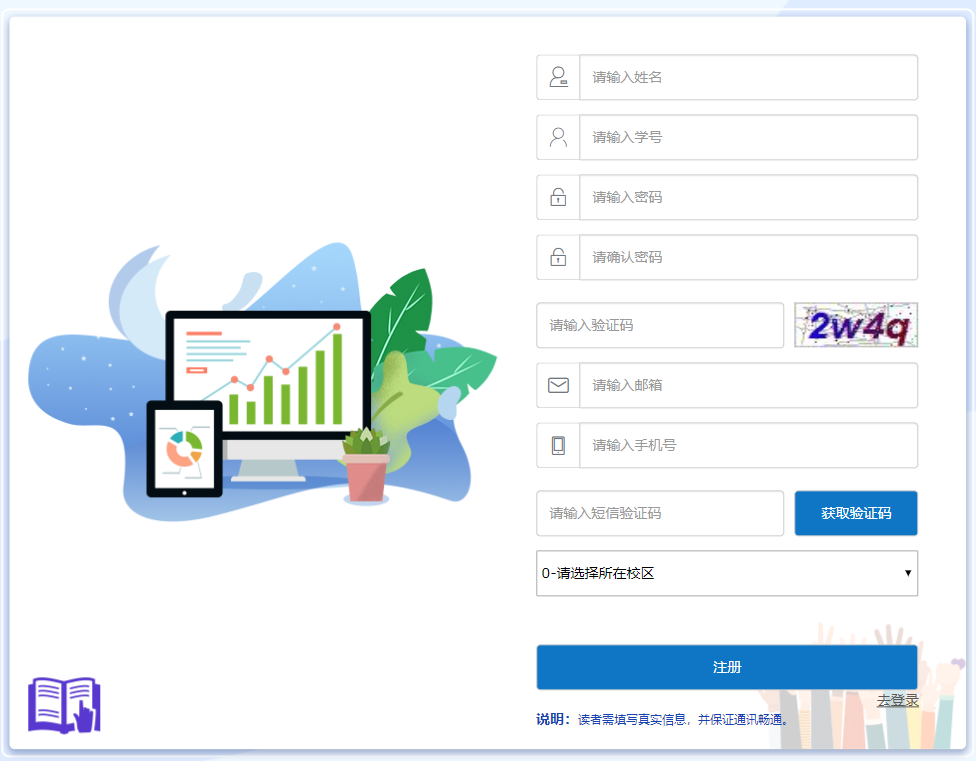 请输入姓名
请输入学号
请输入密码
请确认密码
请输入验证码
2w4q
请输入邮箱
请输入手机号
请输入短信验证码
获取验证码
0-请选择所在校区
注册
去登录
说明：读者需填写真实信息，并保证通讯畅通。